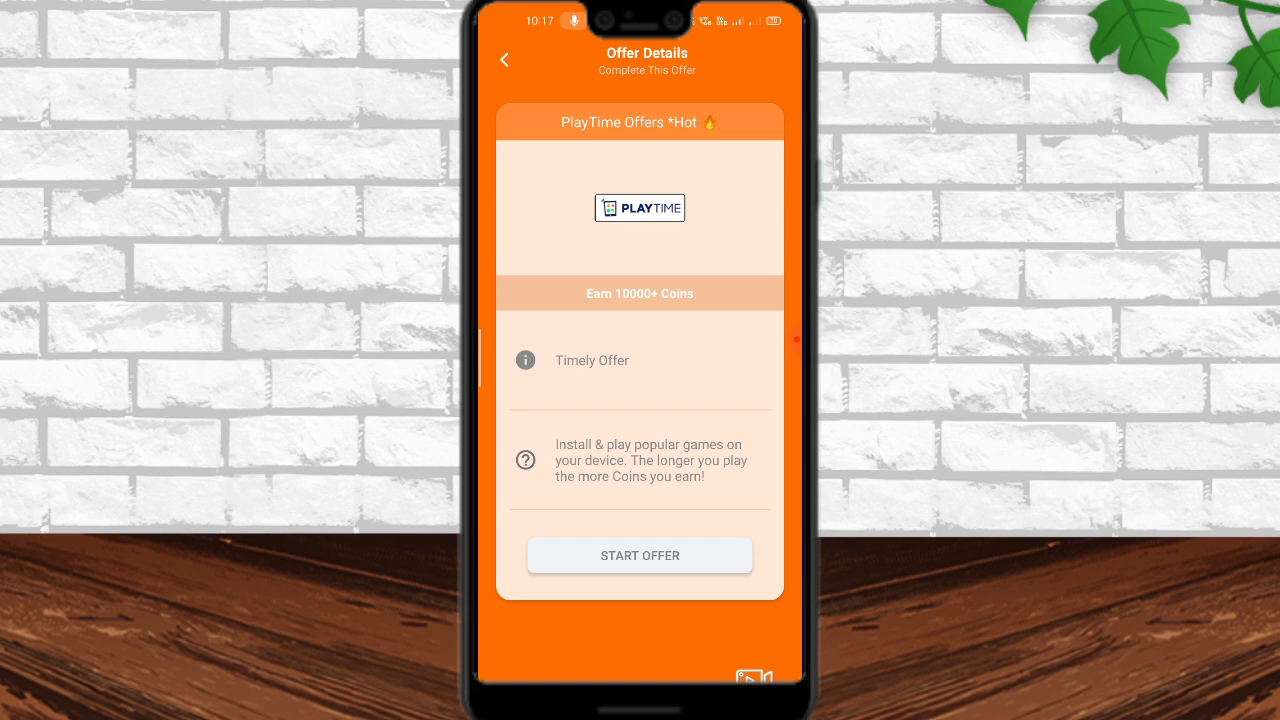 10:17
70
Offer Details
Complete This Offer
PlayTime Offers *Hot 🔥
PLAYTIME
Earn 10000+ Coins
Timely Offer
Install & play popular games on
your device. The longer you play
the more Coins you earn!
START OFFER